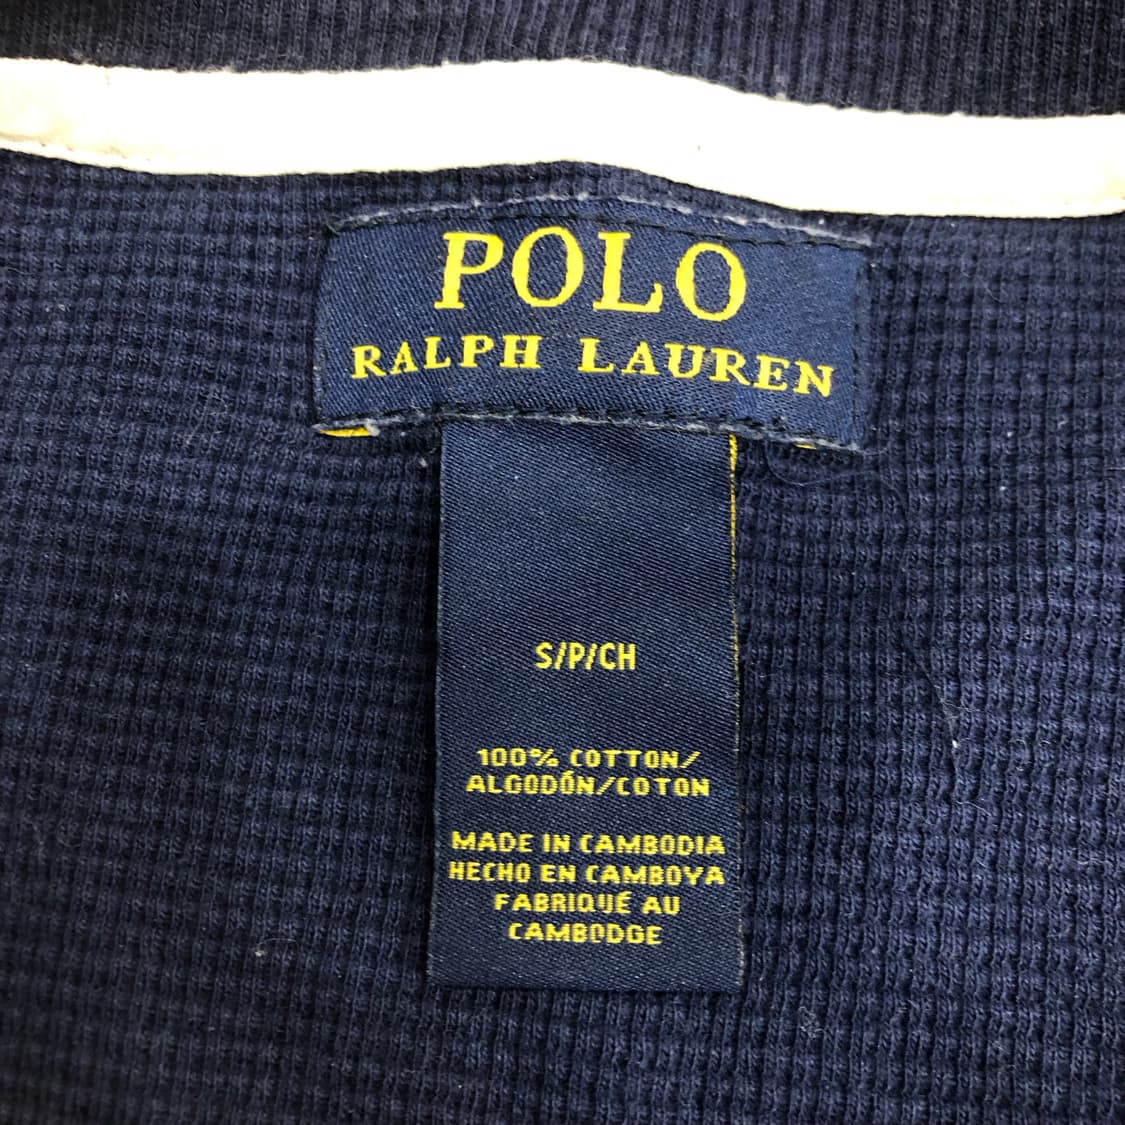 POLO
RALPH LAUREN
S/P/CH
100% COTTON/
ALGODÓN/COTON
MADE IN CAMBODIA
HECHO EN CAMBOYA
FABRIQUÉ AU
CAMBODGE